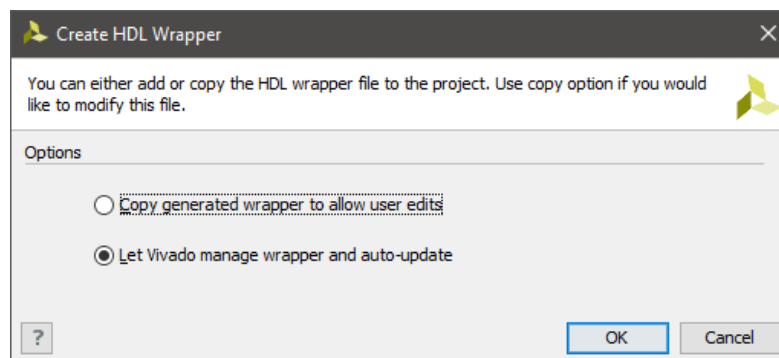 Create HDL Wrapper
You can either add or copy the HDL wrapper file to the project. Use copy option if you would
like to modify this file.
Options
Copy generated wrapper to allow user edits
Let Vivado manage wrapper and auto-update
?
OK
Cancel